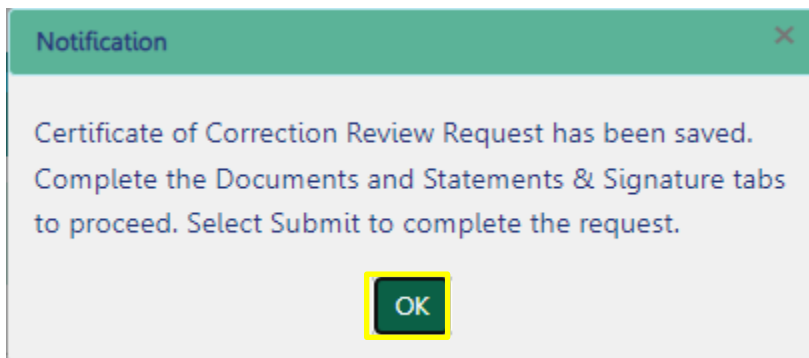 Notification
Certificate of Correction Review Request has been saved.
Complete the Documents and Statements & Signature tabs
to proceed. Select Submit to complete the request.
OK